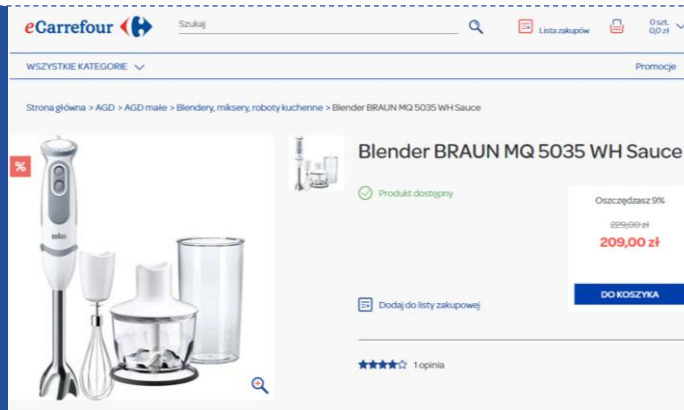 eCarrefour
Szukaj
Lista zakupów
0 szt.
0,0 zł
WSZYSTKIE KATEGORIE
Promocje
Strona główna > AGD > AGD małe > Blendery, miksery, roboty kuchenne > Blender BRAUN MQ 5035 WH Sauce
%
BRAUN
Blender BRAUN MQ 5035 WH Sauce
Produkt dostępny
Oszczędzasz 9%
229,00 zł
209,00 zł
DO KOSZYKA
Dodaj do listy zakupowej
1 opinia